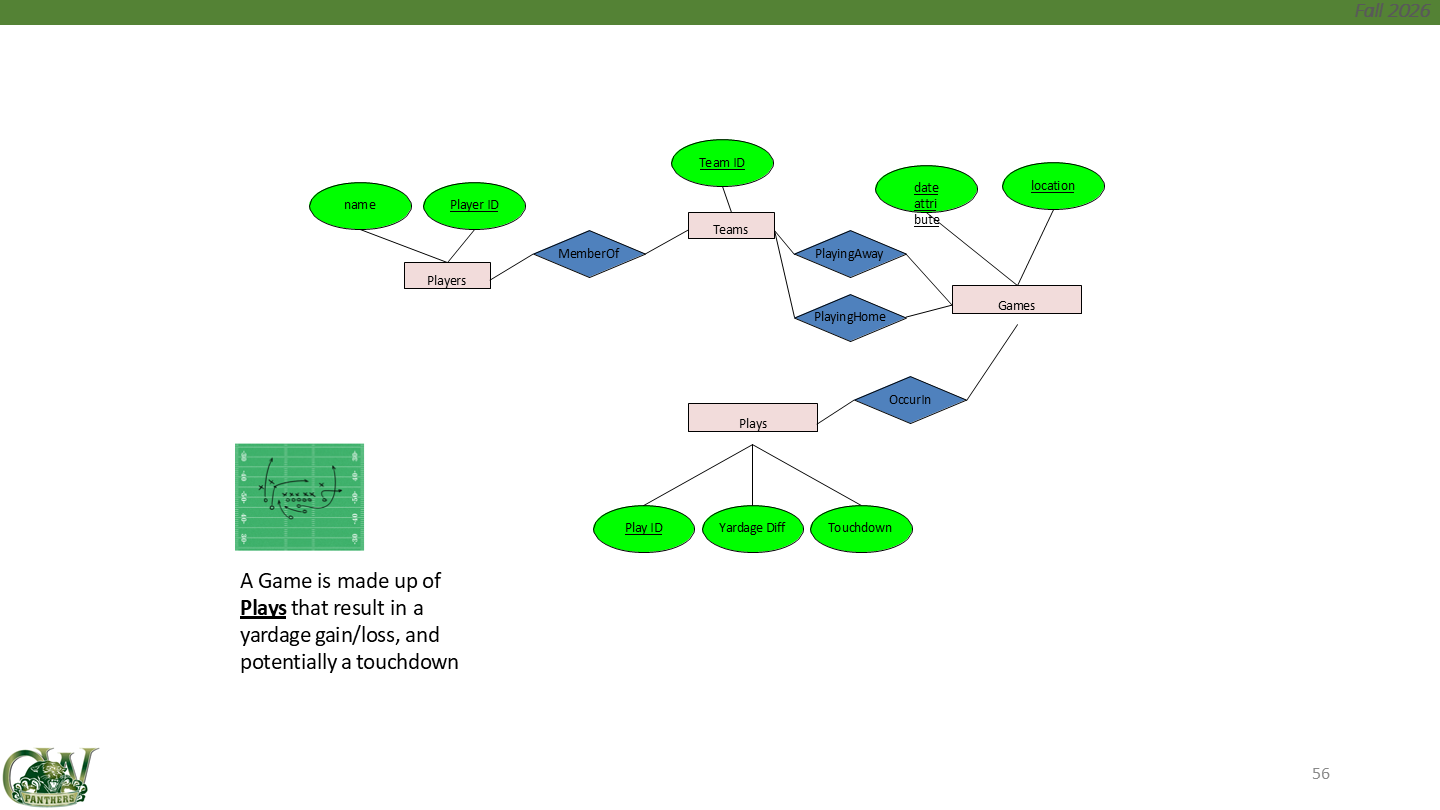 Fall 2026
Team ID
date
attri
bute
location
name
Player ID
Teams
MemberOf
PlayingAway
Players
Games
PlayingHome
OccurIn
Plays
Play ID
Yardage Diff
Touchdown
A Game is made up of
Plays that result in a
yardage gain/loss, and
potentially a touchdown
OW
PANTHERS
56